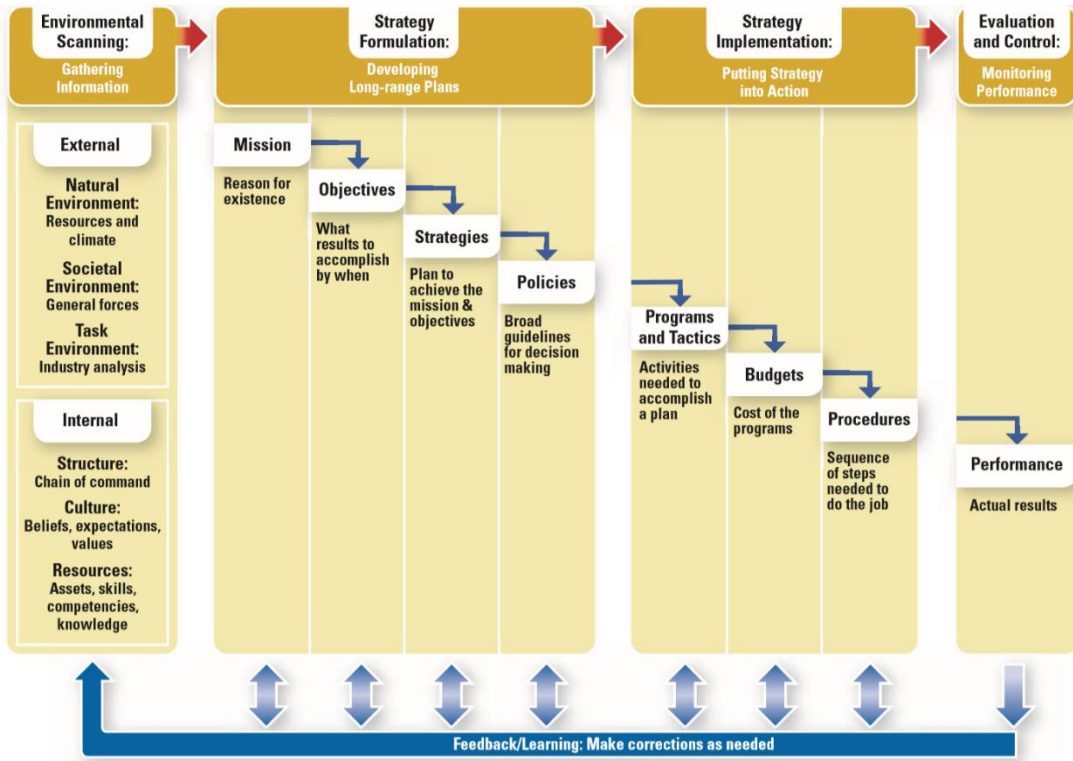 Environmental
Scanning:
Gathering
Information
Strategy
Formulation:
Developing
Long-range Plans
Strategy
Implementation:
Putting Strategy
into Action
Evaluation
and Control:
Monitoring
Performance
External
Natural
Environment:
Resources and
climate
Societal
Environment:
General forces
Task
Environment:
Industry analysis
Internal
Structure:
Chain of command
Culture:
Beliefs, expectations,
values
Resources:
Assets, skills,
competencies,
knowledge
Mission
Reason for
existence
Objectives
What
results to
accomplish
by when
Strategies
Plan to
achieve the
mission &
objectives
Policies
Broad
guidelines
for decision
making
Programs
and Tactics
Activities
needed to
accomplish
a plan
Budgets
Cost of the
programs
Procedures
Sequence
of steps
needed to
do the job
Performance
Actual results
Feedback/Learning: Make corrections as needed